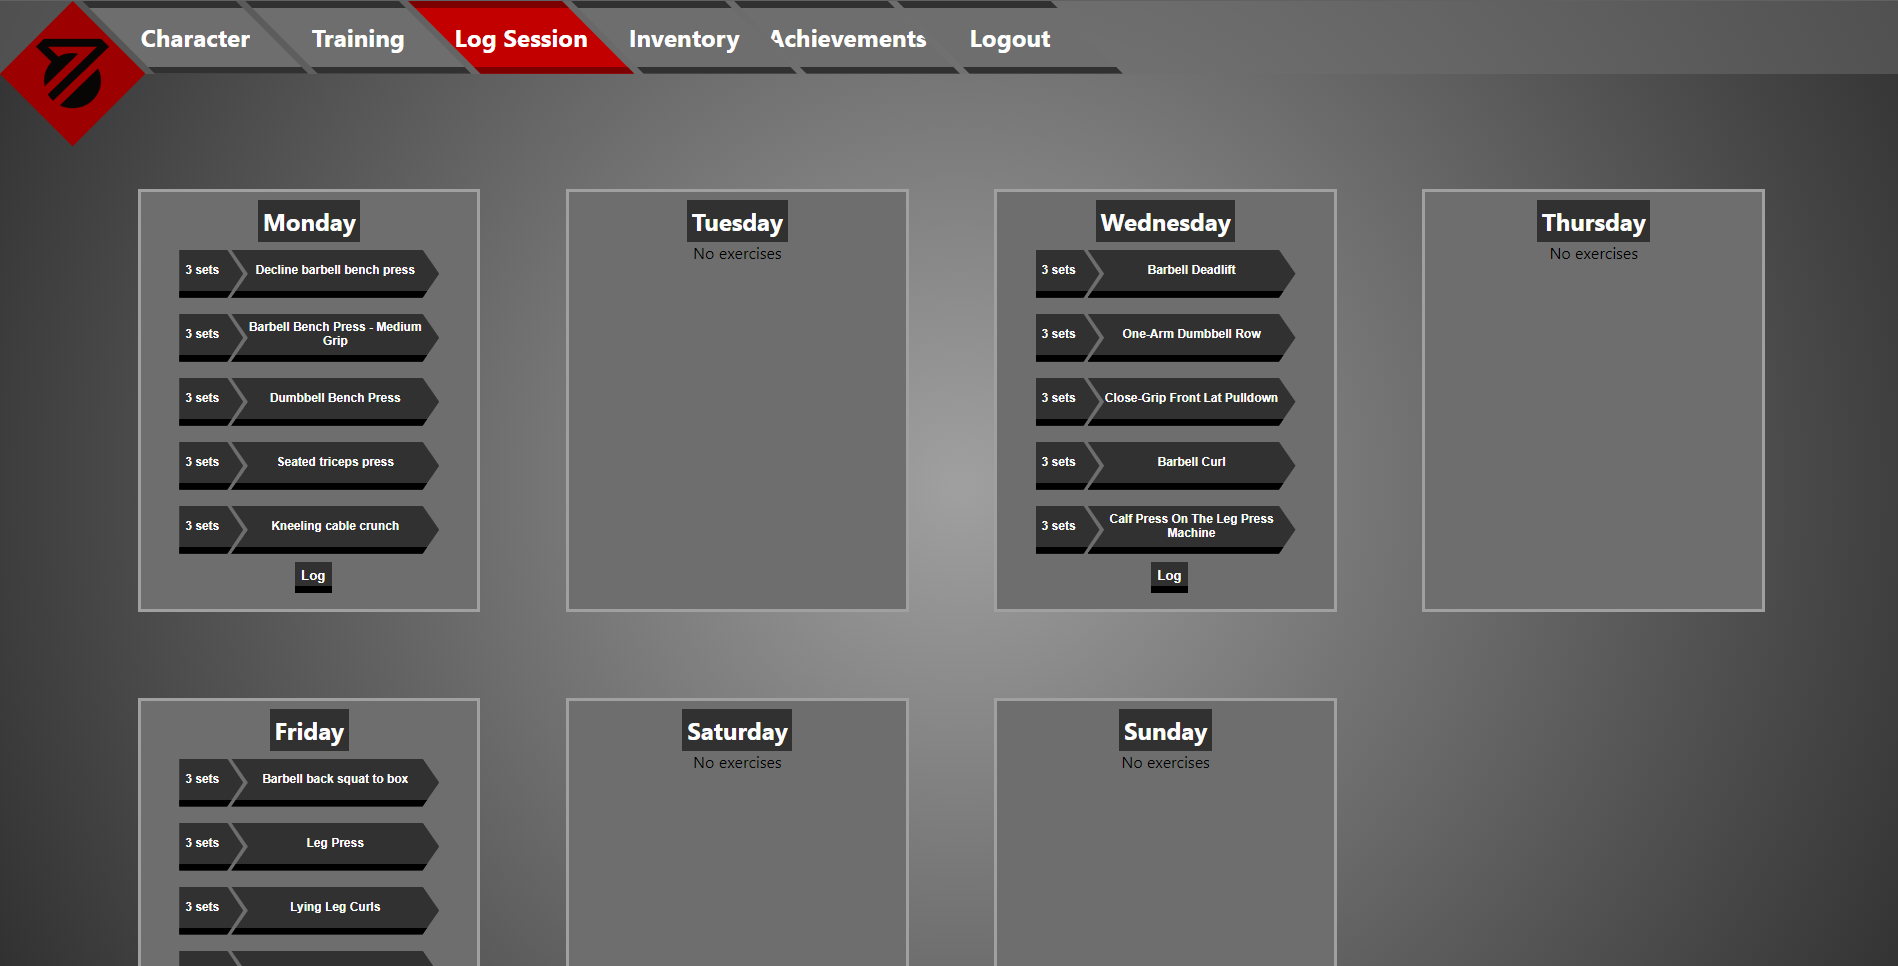 Character
Training
Log Session
Inventory
Achievements
Logout
Monday
3 sets
Decline barbell bench press
3 sets
Barbell Bench Press - Medium
Grip
3 sets
Dumbbell Bench Press
3 sets
Seated triceps press
3 sets
Kneeling cable crunch
Log
Tuesday
No exercises
Wednesday
3 sets
Barbell Deadlift
3 sets
One-Arm Dumbbell Row
3 sets
Close-Grip Front Lat Pulldown
3 sets
Barbell Curl
3 sets
Calf Press On The Leg Press
Machine
Log
Thursday
No exercises
Friday
3 sets
Barbell back squat to box
3 sets
Leg Press
3 sets
Lying Leg Curls
Saturday
No exercises
Sunday
No exercises